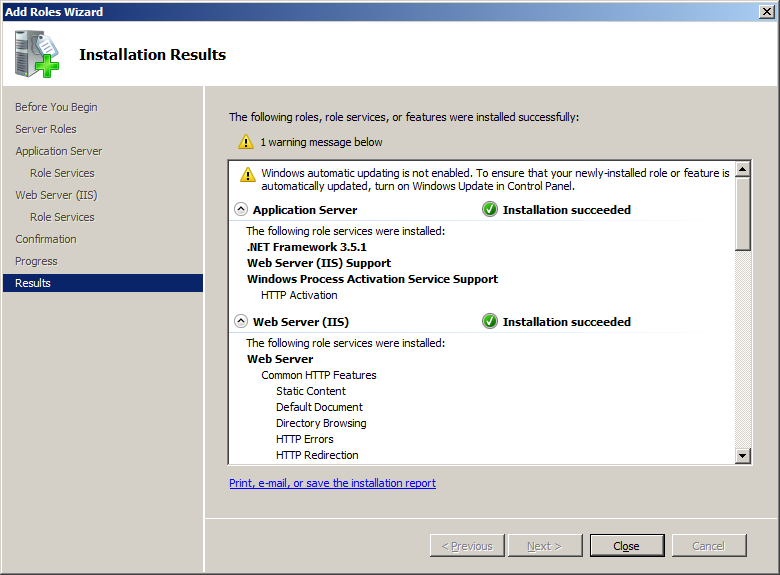 Add Roles Wizard
Installation Results
Before You Begin
Server Roles
Application Server
Role Services
Web Server (IIS)
Role Services
Confirmation
Progress
Results
The following roles, role services, or features were installed successfully:
1 warning message below
Windows automatic updating is not enabled. To ensure that your newly-installed role or feature is
automatically updated, turn on Windows Update in Control Panel.
Application Server Installation succeeded
The following role services were installed:
.NET Framework 3.5.1
Web Server (IIS) Support
Windows Process Activation Service Support
HTTP Activation
Web Server (IIS) Installation succeeded
The following role services were installed:
Web Server
Common HTTP Features
Static Content
Default Document
Directory Browsing
HTTP Errors
HTTP Redirection
Print, e-mail, or save the installation report
< Previous Next > Close Cancel